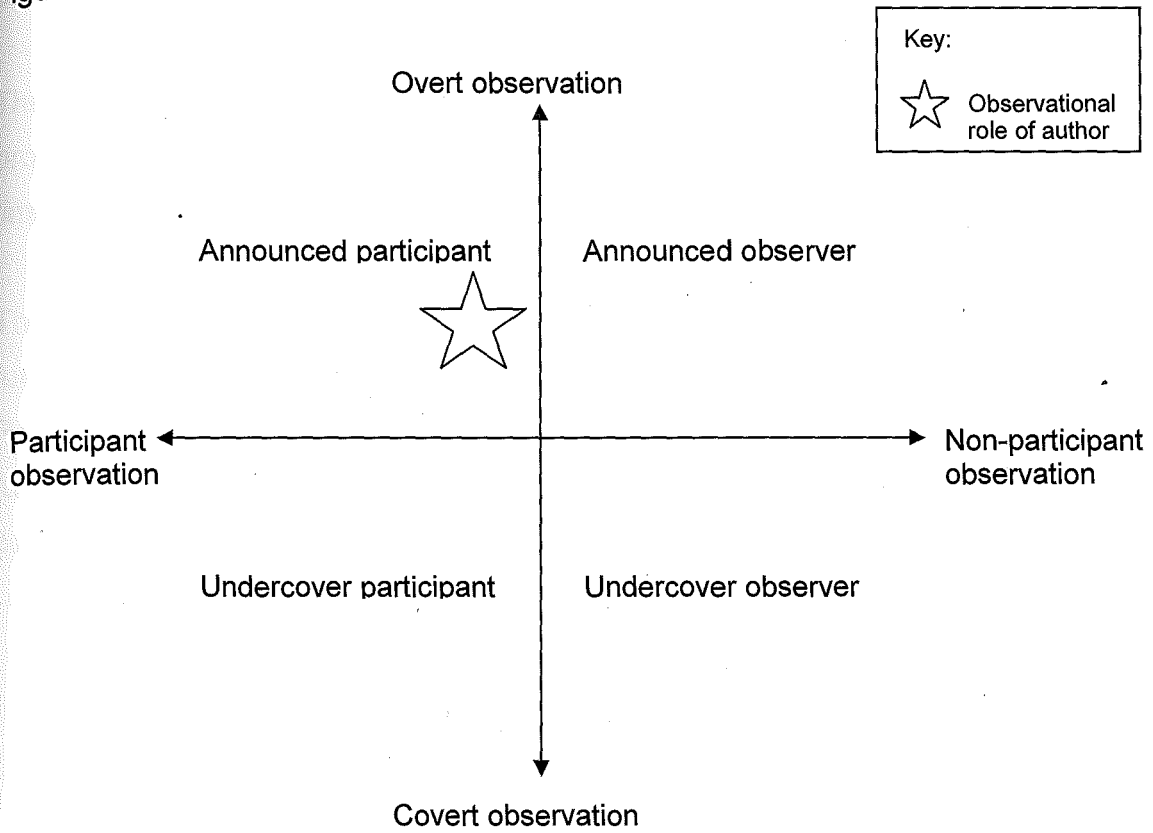 Key:
Observational
role of author
Overt observation
Announced participant
Announced observer
Participant
observation
Non-participant
observation
Undercover participant
Undercover observer
Covert observation